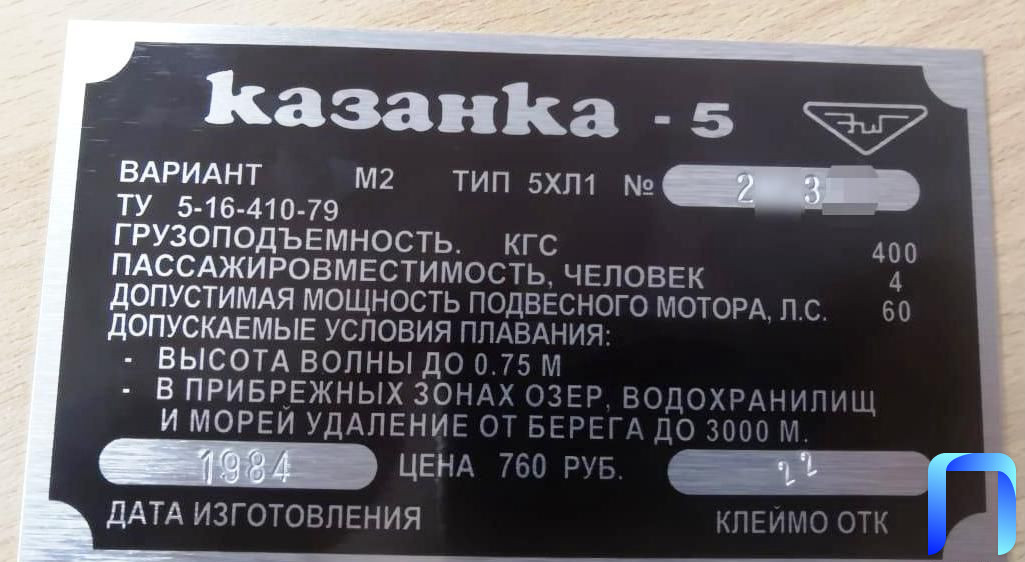 Казанка - 5
ВАРИАНТ М2 ТИП 5ХЛ1 № 2 3
ТУ 5-16-410-79
ГРУЗОПОДЪЕМНОСТЬ. КГС 400
ПАССАЖИРОВМЕСТИМОСТЬ, ЧЕЛОВЕК 4
ДОПУСТИМАЯ МОЩНОСТЬ ПОДВЕСНОГО МОТОРА, Л.С. 60
ДОПУСКАЕМЫЕ УСЛОВИЯ ПЛАВАНИЯ:
- ВЫСОТА ВОЛНЫ ДО 0.75 М
- В ПРИБРЕЖНЫХ ЗОНАХ ОЗЕР, ВОДОХРАНИЛИЩ
И МОРЕЙ УДАЛЕНИЕ ОТ БЕРЕГА ДО 3000 М.
1984 ЦЕНА 760 РУБ. 22
ДАТА ИЗГОТОВЛЕНИЯ КЛЕЙМО ОТК